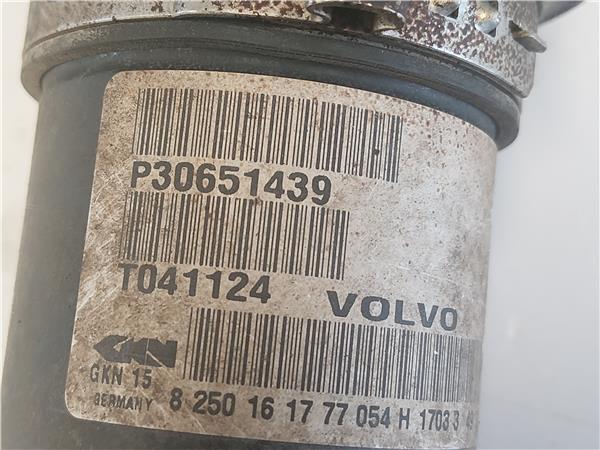 P30651439
T041124 VOLVO
GKN
GKN 15
GERMANY 8 250 16 17 77 054 H 1703 3